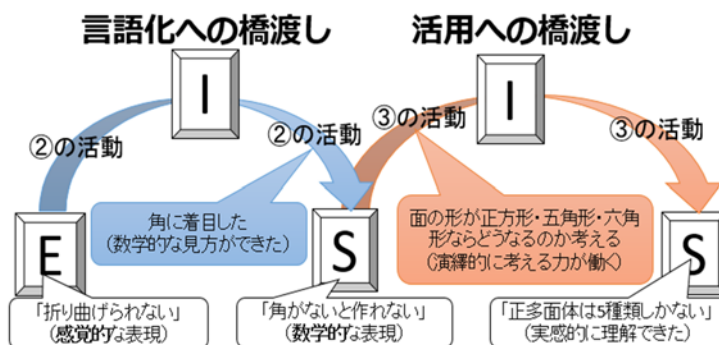 言語化への橋渡し
活用への橋渡し
I
I
②の活動
②の活動
③の活動
③の活動
角に着目した
(数学的な見方ができた)
面の形が正方形・五角形・六角
形ならどうなるのか考える
(演繹的に考える力が働く)
E
S
S
「折り曲げられない」
(感覚的な表現)
「角がないと作れない」
(数学的な表現)
「正多面体は5種類しかない」
(実感的に理解できた)